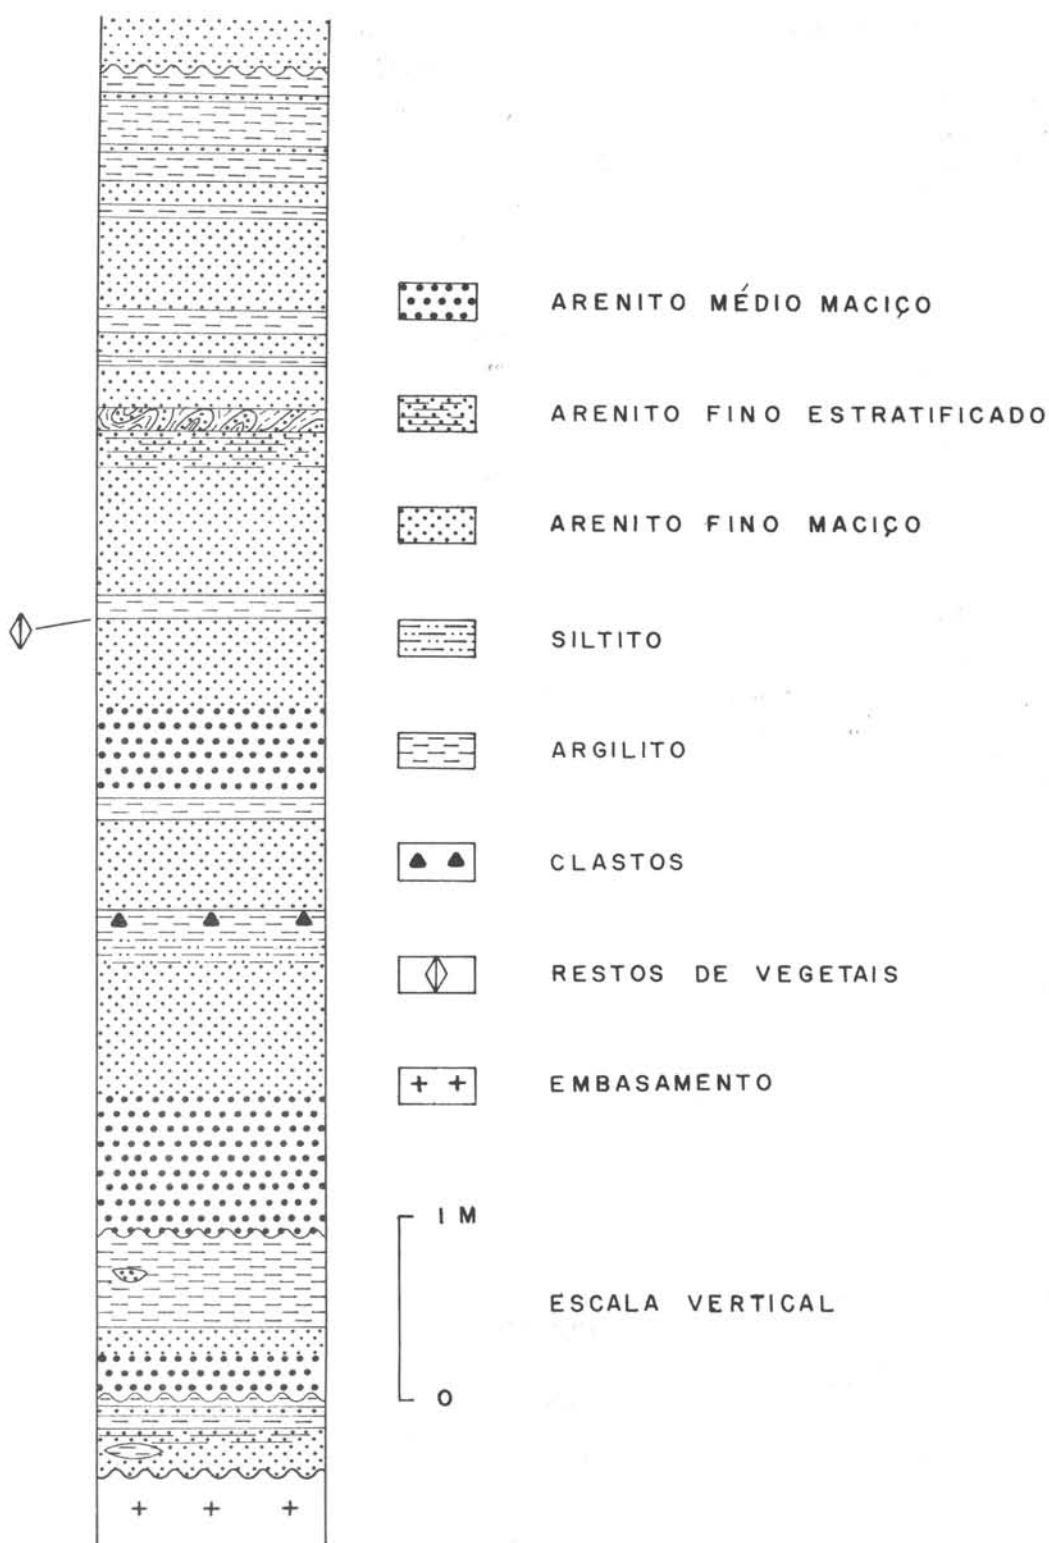 ARENITO MÉDIO MACIÇO
ARENITO FINO ESTRATIFICADO
ARENITO FINO MACIÇO
SILTITO
ARGILITO
CLASTOS
RESTOS DE VEGETAIS
EMBASAMENTO
1 M
ESCALA VERTICAL
0